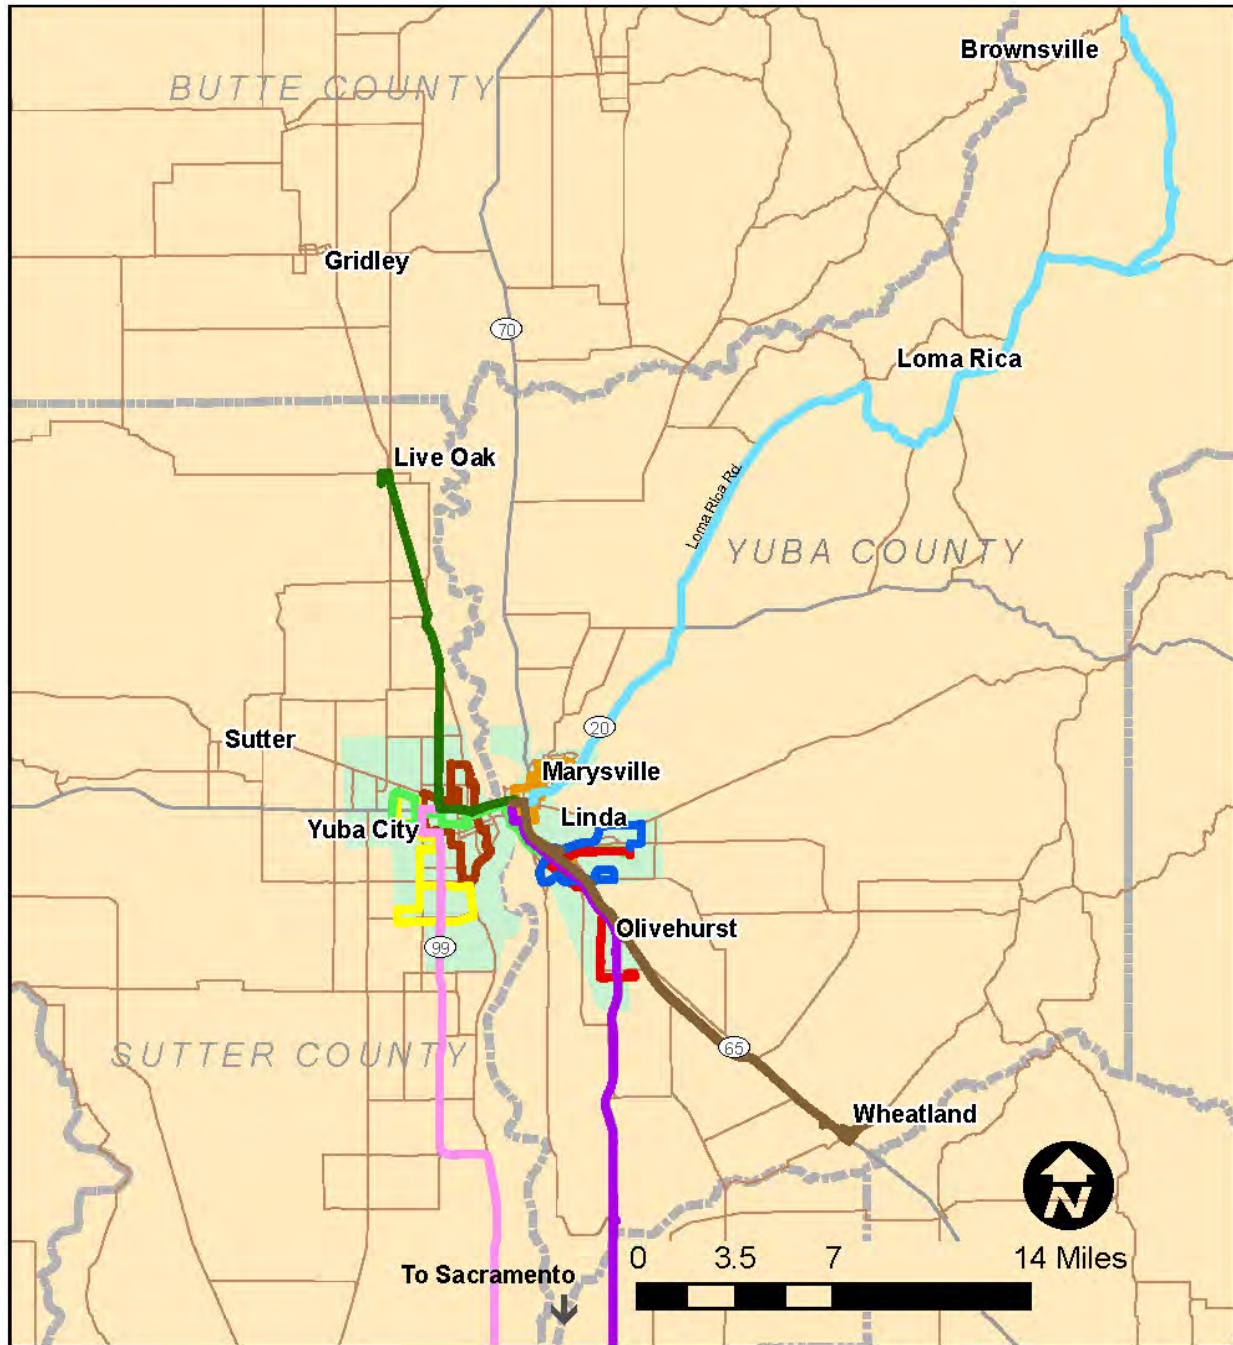 Brownsville
BUTTE COUNTY
Gridley
70
Loma Rica
Live Oak
Loma Rica Rd.
YUBA COUNTY
20
Sutter
Marysville
Linda
Yuba City
Olivehurst
99
65
SUTTER COUNTY
Wheatland
N
0 3.5 7 14 Miles
To Sacramento